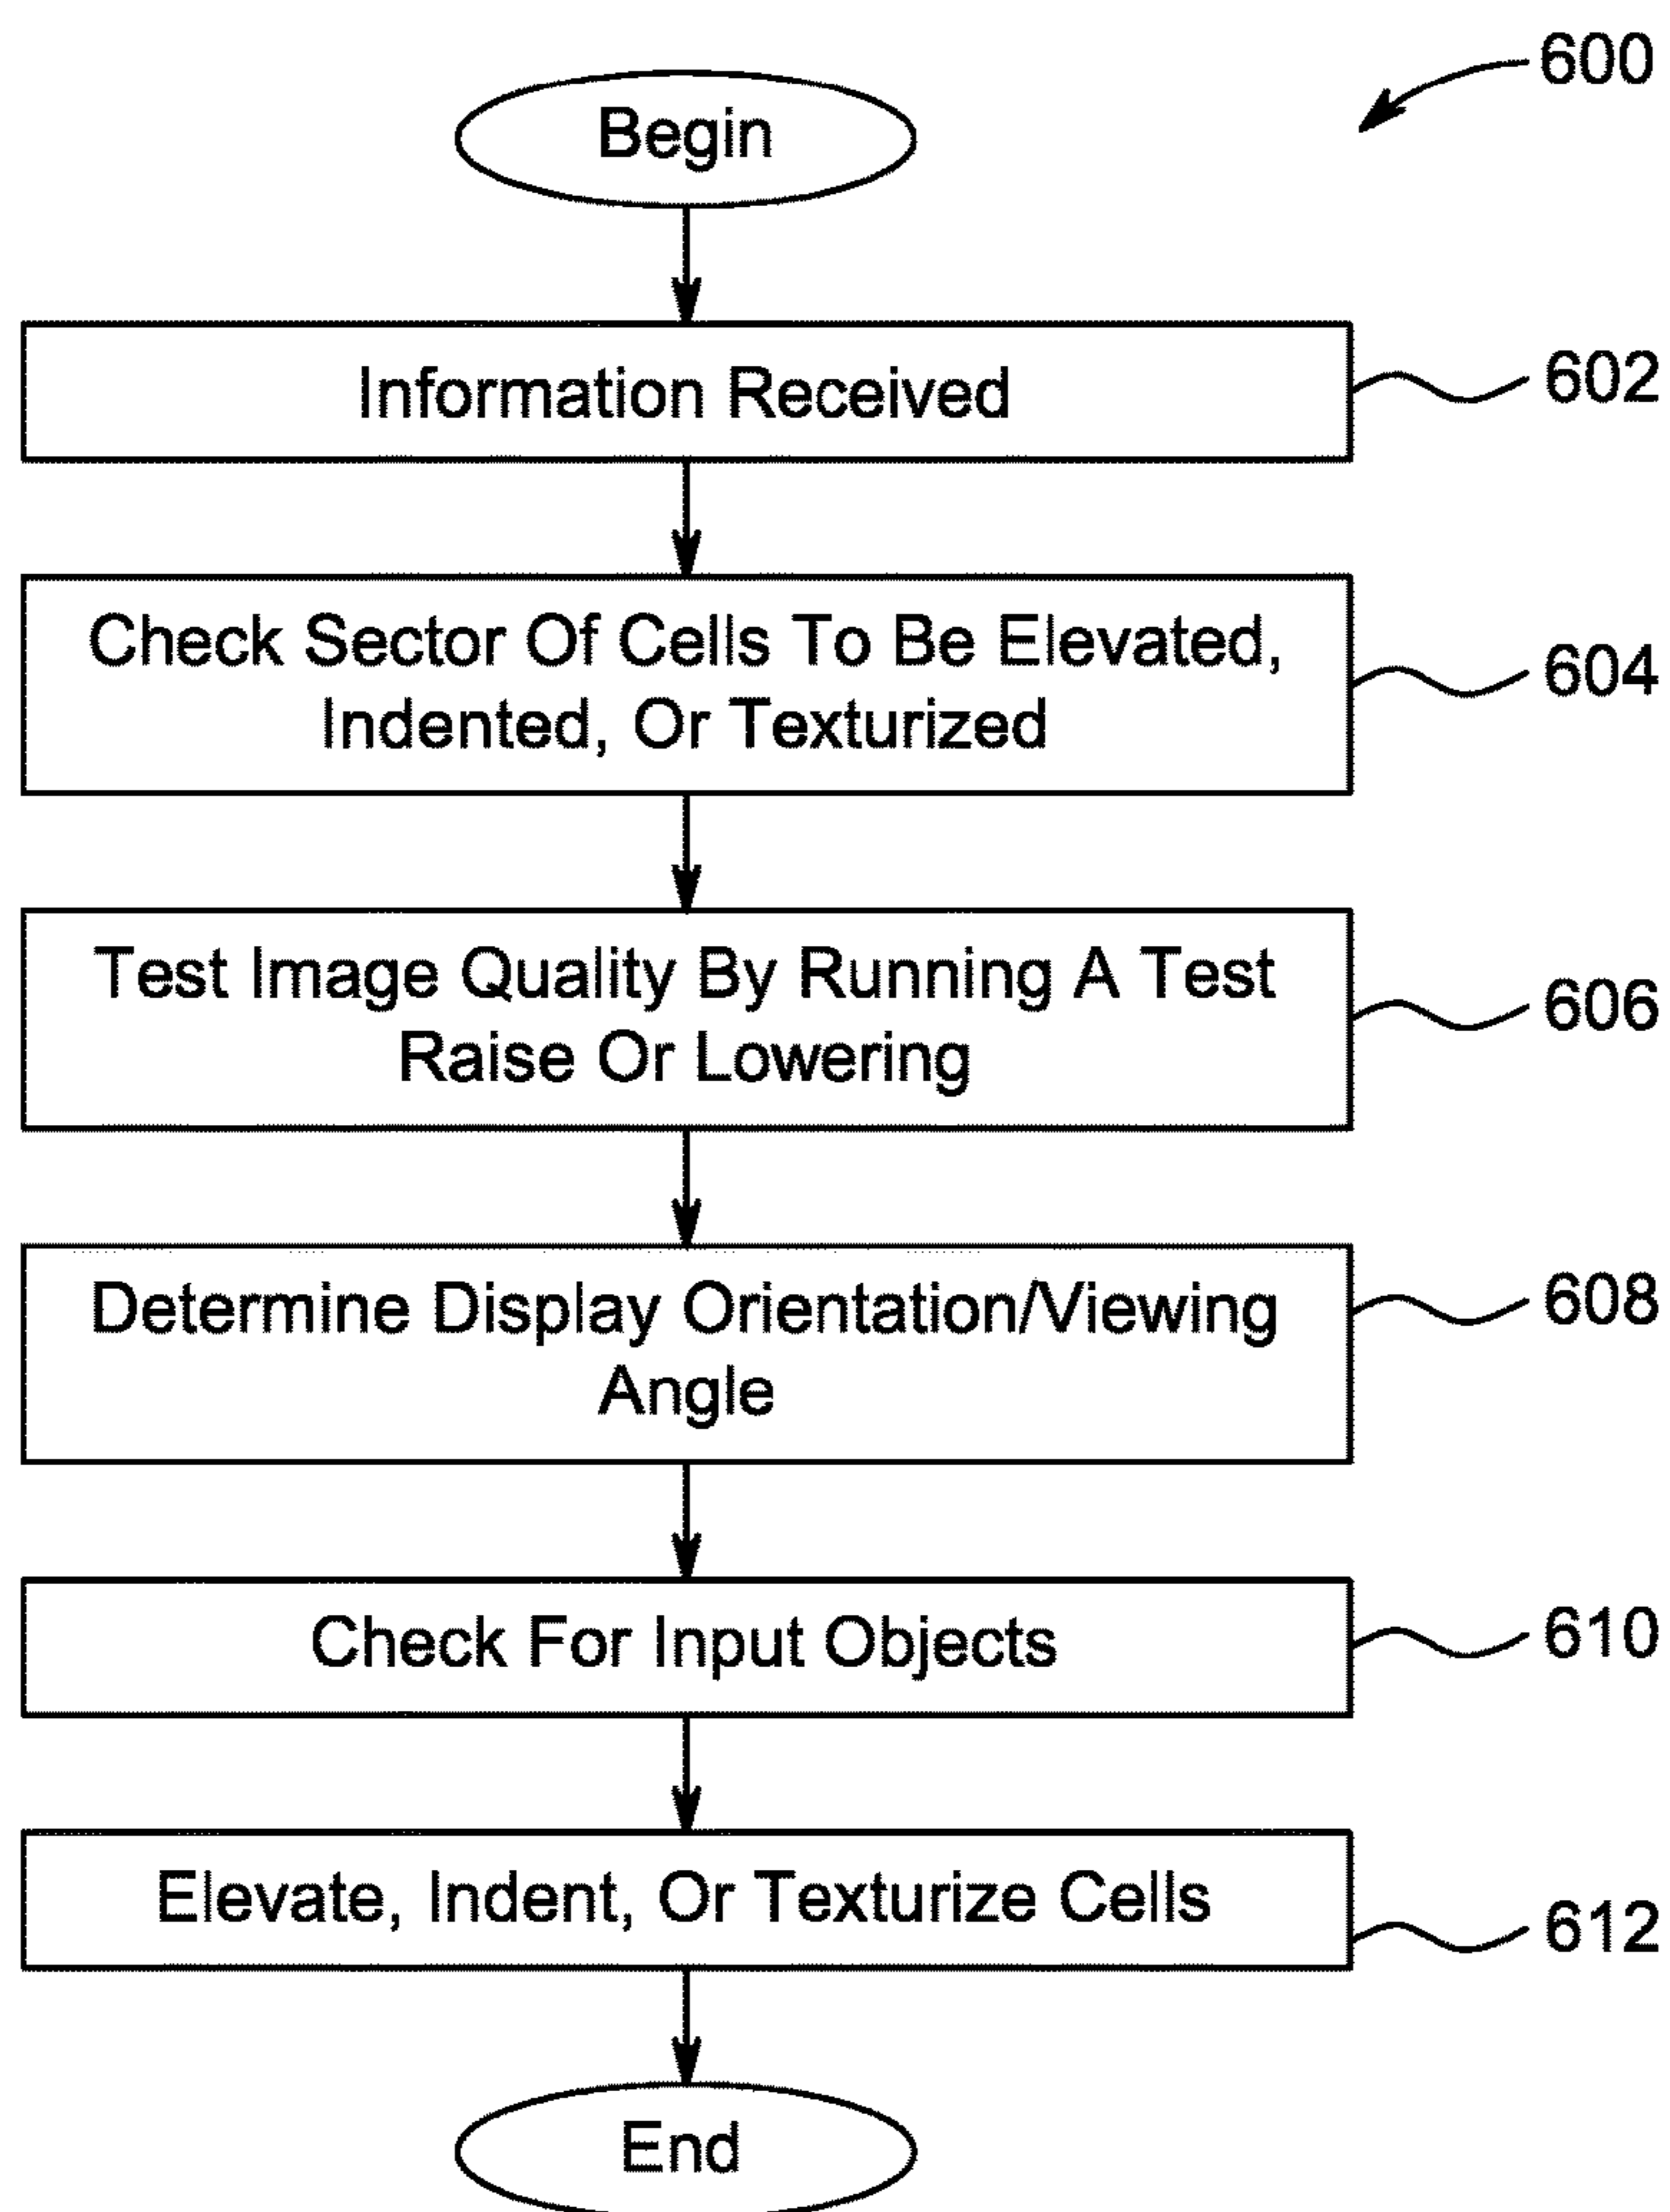 600
Begin
Information Received
602
Check Sector Of Cells To Be Elevated,
Indented, Or Texturized
604
Test Image Quality By Running A Test
Raise Or Lowering
606
Determine Display Orientation/Viewing
Angle
608
Check For Input Objects
610
Elevate, Indent, Or Texturize Cells
612
End